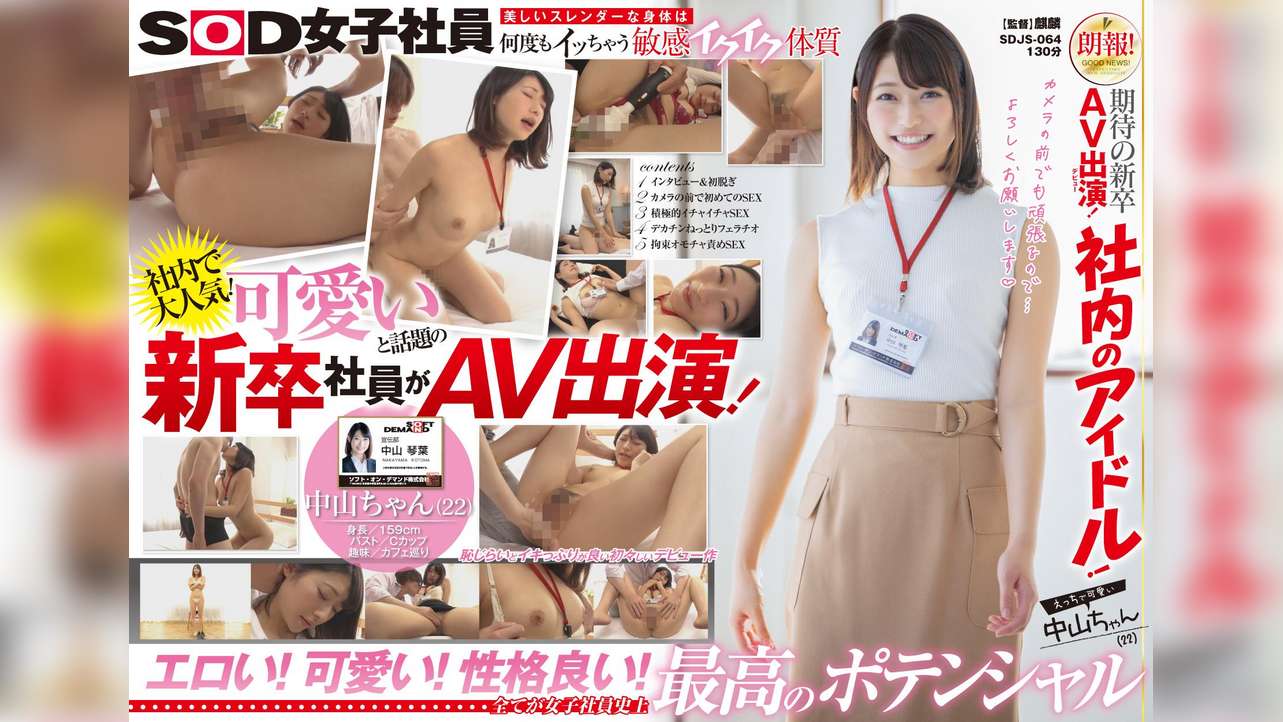 SOD女子社員
美しいスレンダーな身体は
何度もイッちゃう敏感イクイク体質
contents
1 インタビュー＆初脱ぎ
2 カメラの前で初めてのSEX
3 積極的イチャイチャSEX
4 デカチンねっとりフェラチオ
5 拘束オモチャ責めSEX
社内で
大人気！
可愛い
と話題の
新卒社員が
AV出演！
SOFT ON DEMAND
宣伝部
中山 琴葉
NAKAYAMA KOTOHA
ソフト・オン・デマンド株式会社
中山ちゃん(22)
身長／159cm
バスト／Cカップ
趣味／カフェ巡り
恥じらいとイキっぷりが良い初々しいデビュー作
エロい！可愛い！性格良い！
全てが女子社員史上
最高のポテンシャル
【監督】麒麟
SDJS-064
130分
朗報！
GOOD NEWS!
期待の新卒
AV出演！
デビュー
社内のアイドル！
カメラの前でも頑張るので…
よろしくお願いします♡
えっちで可愛い
中山ちゃん
(22)